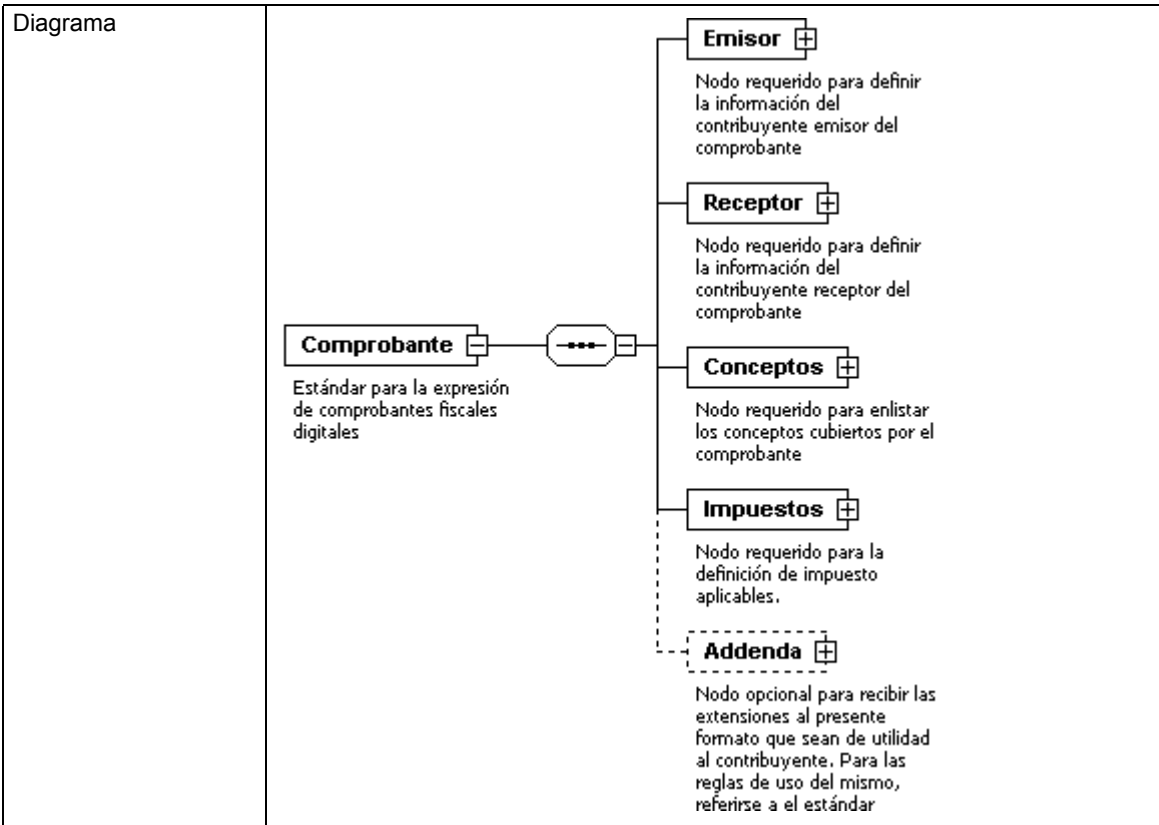 Diagrama
Emisor
Nodo requerido para definir
la información del
contribuyente emisor del
comprobante
Receptor
Nodo requerido para definir
la información del
contribuyente receptor del
comprobante
Comprobante
Estándar para la expresión
de comprobantes fiscales
digitales
Conceptos
Nodo requerido para enlistar
los conceptos cubiertos por el
comprobante
Impuestos
Nodo requerido para la
definición de impuesto
aplicables.
Addenda
Nodo opcional para recibir las
extensiones al presente
formato que sean de utilidad
al contribuyente. Para las
reglas de uso del mismo,
referirse a el estándar